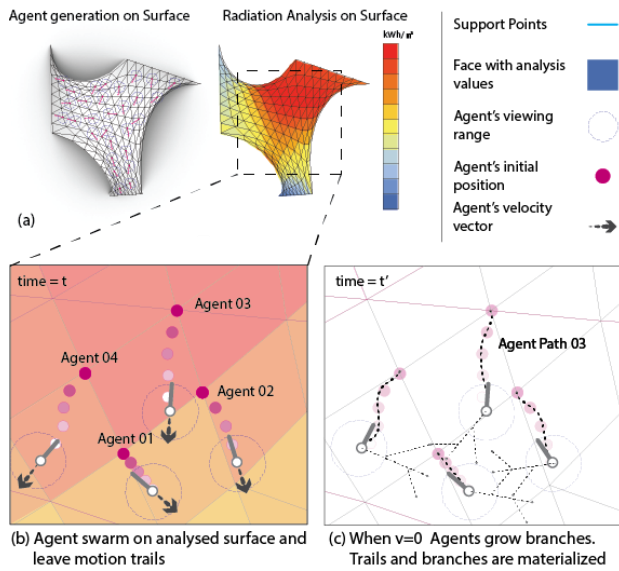 Agent generation on Surface
Radiation Analysis on Surface
kWh/㎡
(a)
Support Points
Face with analysis
values
Agent's viewing
range
Agent's initial
position
Agent's velocity
vector
time = t
Agent 03
Agent 04
Agent 02
Agent 01
time = t'
Agent Path 03
(b) Agent swarm on analysed surface and
leave motion trails
(c) When v=0 Agents grow branches.
Trails and branches are materialized